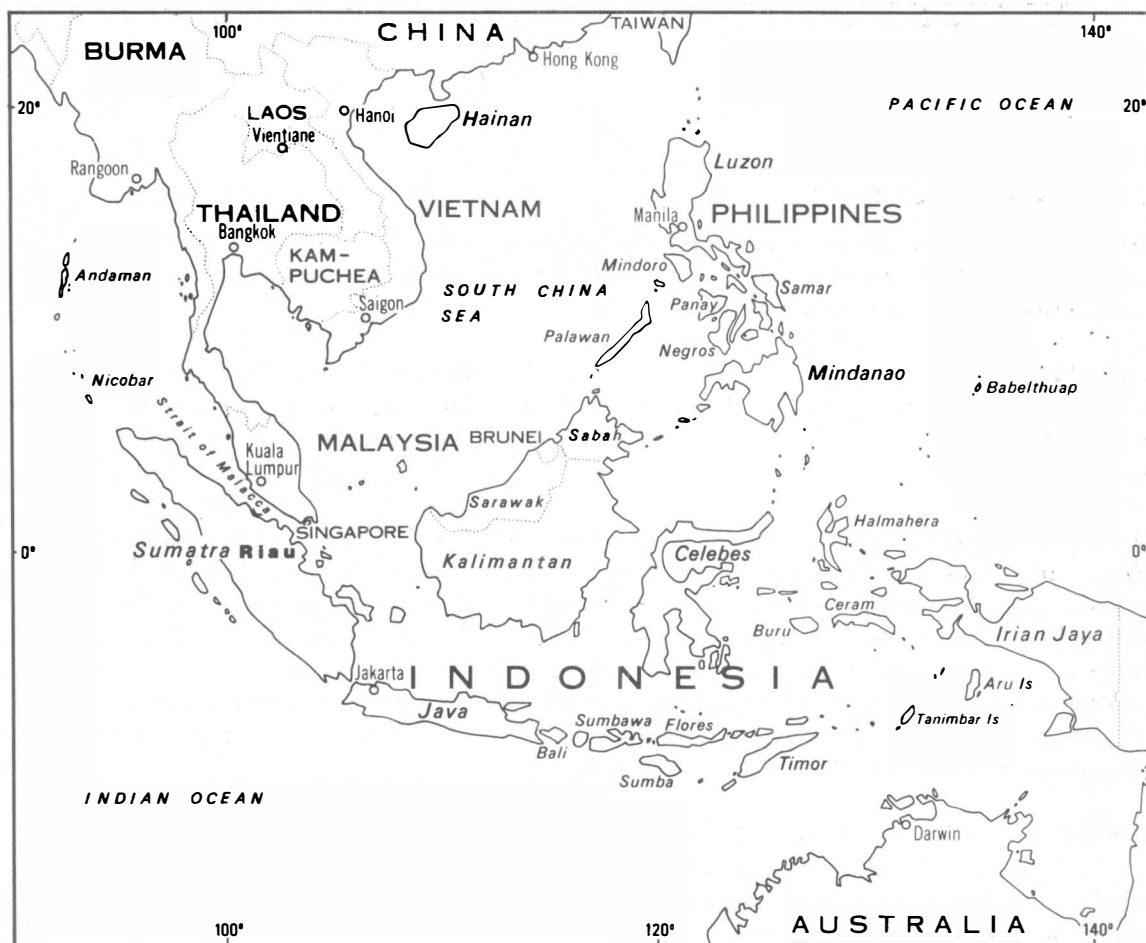 100°
140°
CHINA
TAIWAN
BURMA
Hong Kong
20°
LAOS
Hanoi
Hainan
PACIFIC OCEAN
20°
Vientiane
Rangoon
Luzon
THAILAND
VIETNAM
Manila
PHILIPPINES
Bangkok
KAM-
PUCHEA
Mindoro
Andaman
SOUTH CHINA
SEA
Samar
Saigon
Panay
Palawan
Negros
Nicobar
Mindanao
Babelthuap
Strait of Malacca
MALAYSIA
BRUNEI
Sabah
Kuala
Lumpur
Sarawak
SINGAPORE
Halmahera
0°
Sumatra
Riau
Kalimantan
Celebes
0°
Ceram
Buru
Irian Jaya
Jakarta
INDONESIA
Aru Is
Java
Tanimbar Is
Sumbawa
Flores
Bali
Sumba
Timor
INDIAN OCEAN
Darwin
100°
120°
AUSTRALIA
140°